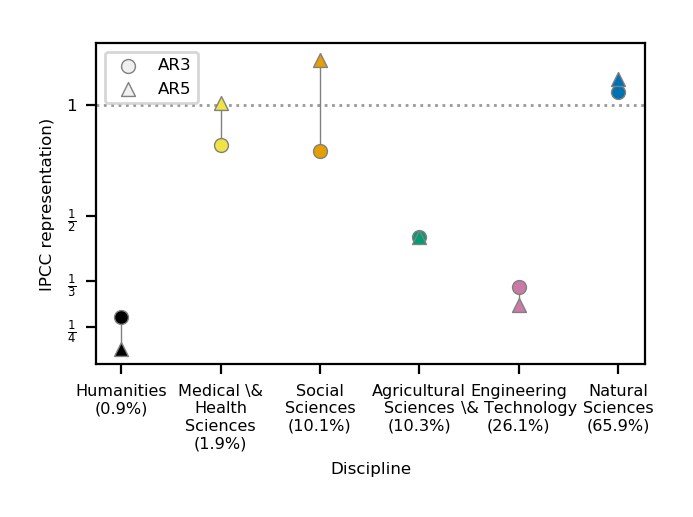 AR3
AR5
1
1/2
1/3
1/4
IPCC representation)
Humanities
(0.9%)
Medical \&
Health
Sciences
(1.9%)
Social
Sciences
(10.1%)
Agricultural
Sciences
(10.3%)
Engineering
\& Technology
(26.1%)
Natural
Sciences
(65.9%)
Discipline